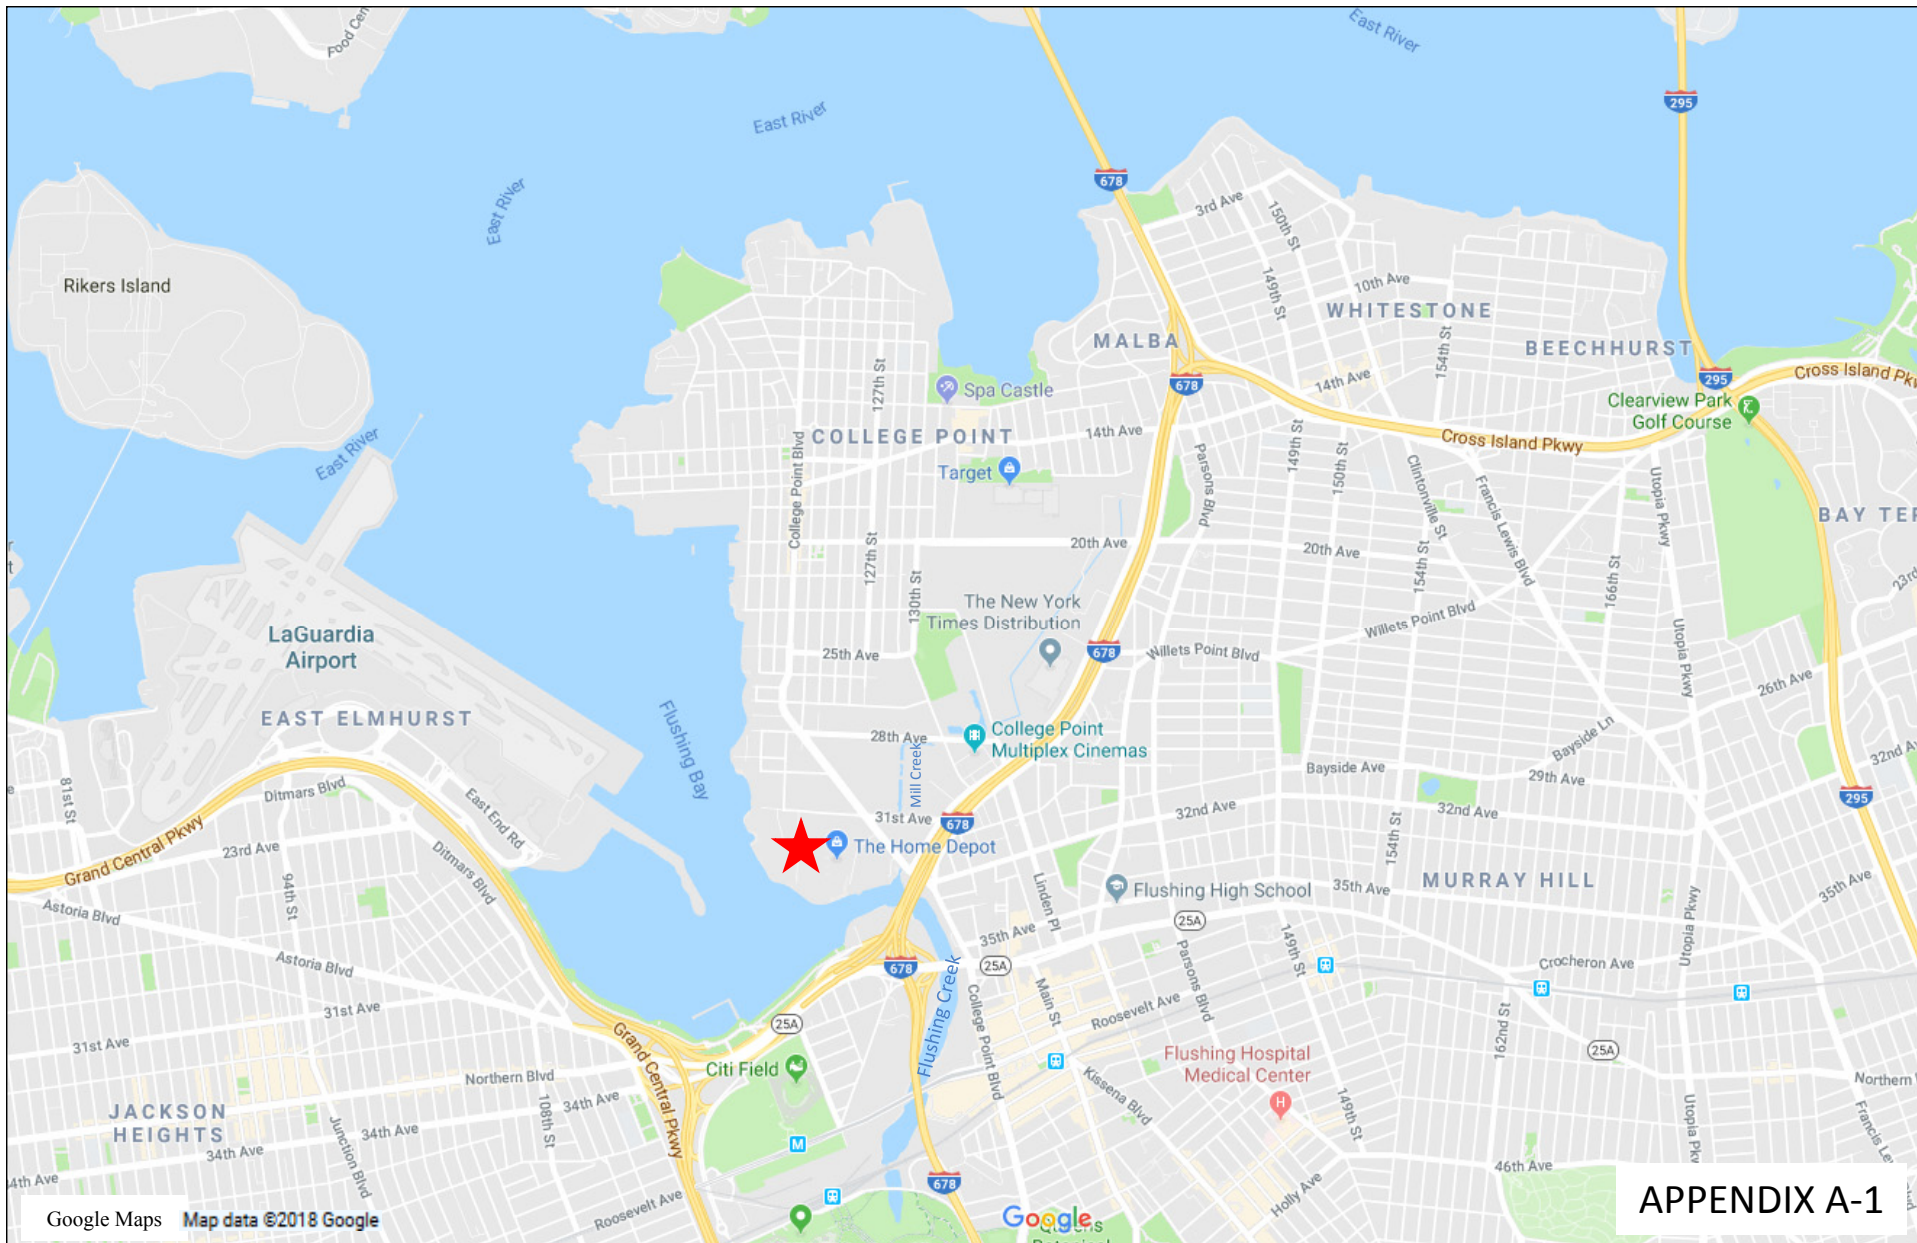 Food Cen
East River
East River
East River
295
678
3rd Ave
150th St
149th St
10th Ave
Rikers Island
WHITESTONE
MALBA
BEECHHURST
154th St
127th St
Spa Castle
678
14th Ave
295
Cross Island Pkwy
Clearview Park
Golf Course
East River
COLLEGE POINT
14th Ave
Cross Island Pkwy
College Point Blvd
Target
Parsons Blvd
149th St
150th St
Clintonville St
Francis Lewis Blvd
Utopia Pkwy
BAY TER
20th Ave
20th Ave
127th St
130th St
154th St
166th St
23rd
The New York
Times Distribution
Willets Point Blvd
LaGuardia
Airport
25th Ave
678
Willets Point Blvd
Utopia Pkwy
26th Ave
EAST ELMHURST
Flushing Bay
28th Ave
College Point
Multiplex Cinemas
Mill Creek
Bayside Ln
32nd Av
81st St
Ditmars Blvd
East End Rd
Bayside Ave
29th Ave
295
31st Ave
678
32nd Ave
32nd Ave
154th St
Grand Central Pkwy
23rd Ave
Ditmars Blvd
The Home Depot
94th St
Linden Pl
Flushing High School
35th Ave
MURRAY HILL
35th Ave
Astoria Blvd
25A
35th Ave
Astoria Blvd
678
25A
Parsons Blvd
149th St
Crocheron Ave
Utopia Pkwy
Flushing Creek
College Point Blvd
Main St
Roosevelt Ave
31st Ave
25A
31st Ave
Grand Central Pkwy
162nd St
25A
Citi Field
Flushing Hospital
Medical Center
H
Northern Blvd
Kissena Blvd
Northern
JACKSON
HEIGHTS
34th Ave
108th St
149th St
Utopia Pkwy
Francis Lew
Junction Blvd
34th Ave
34th Ave
4th Ave
M
46th Ave
678
Holly Ave
Roosevelt Ave
APPENDIX A-1
Google Maps
Map data ©2018 Google
Google